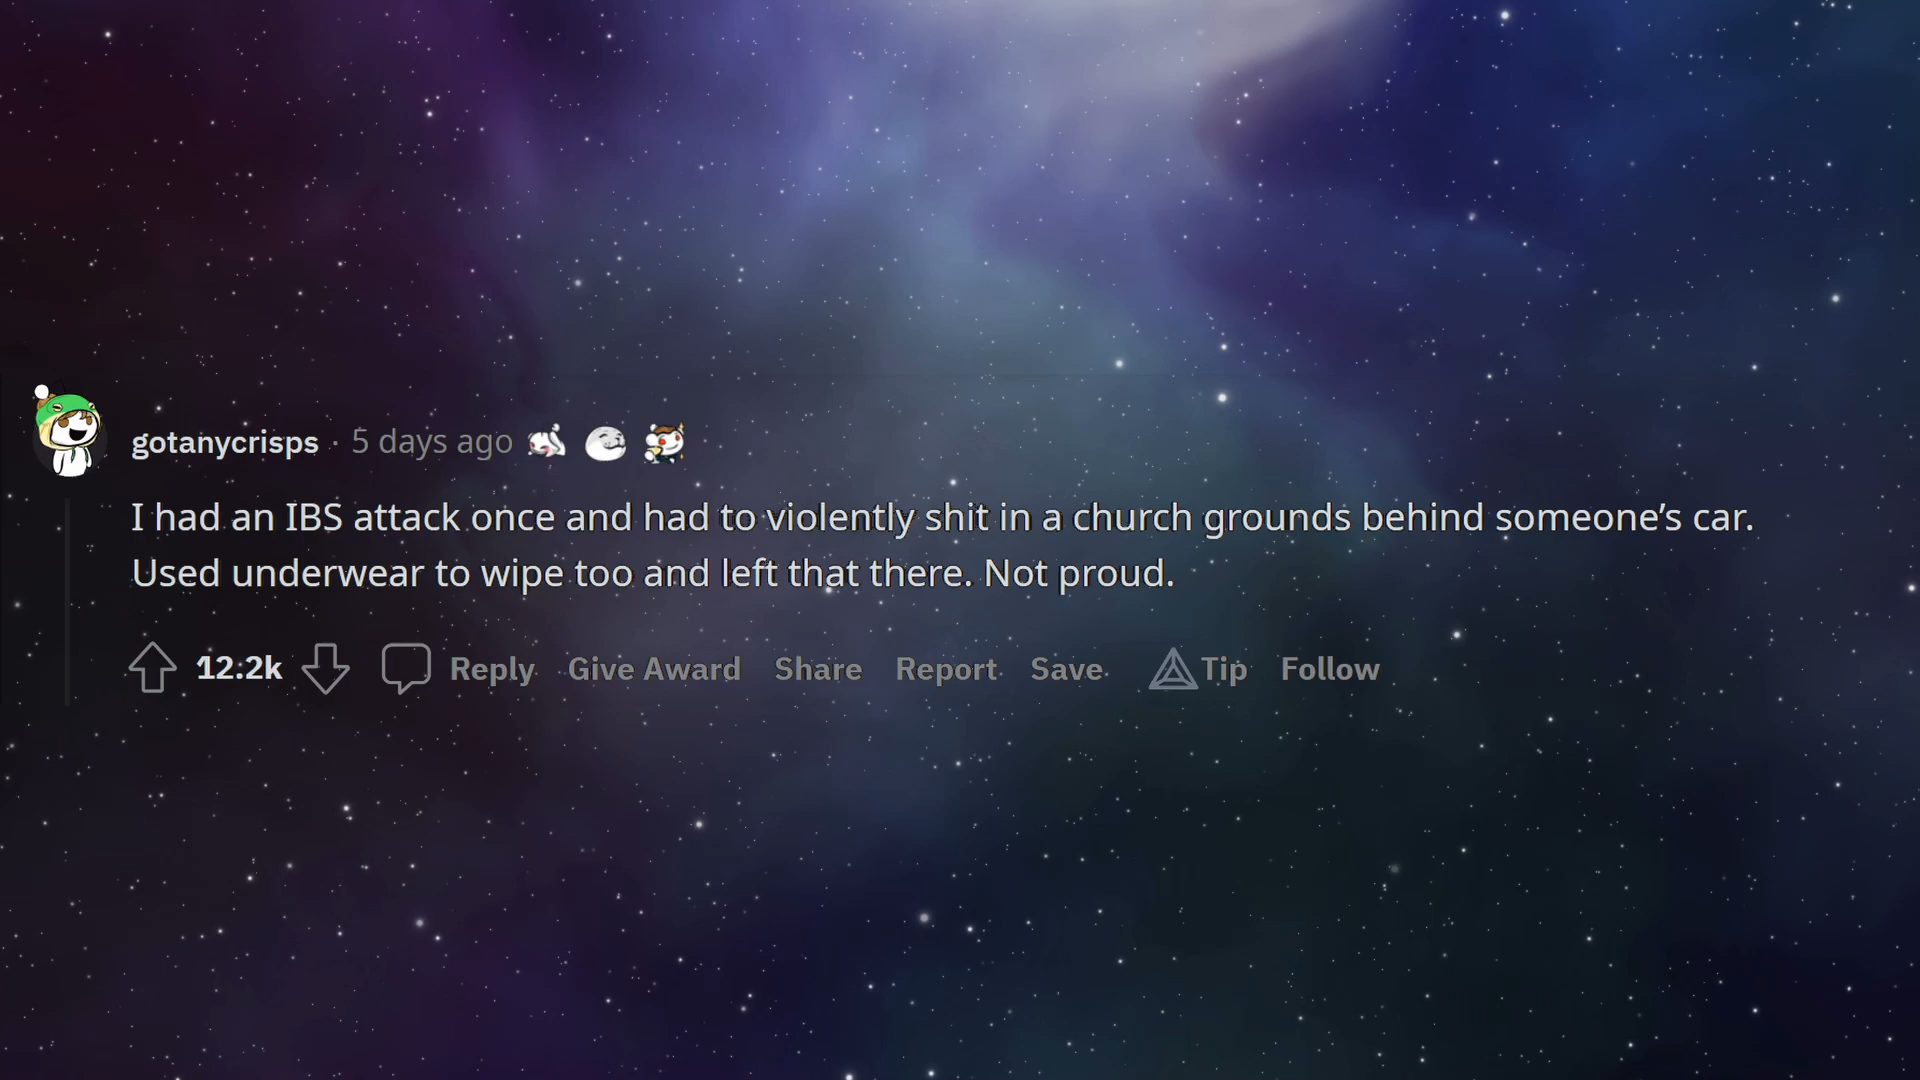 gotanycrisps · 5 days ago
I had an IBS attack once and had to violently shit in a church grounds behind someone’s car.
Used underwear to wipe too and left that there. Not proud.
12.2k Reply Give Award Share Report Save Tip Follow